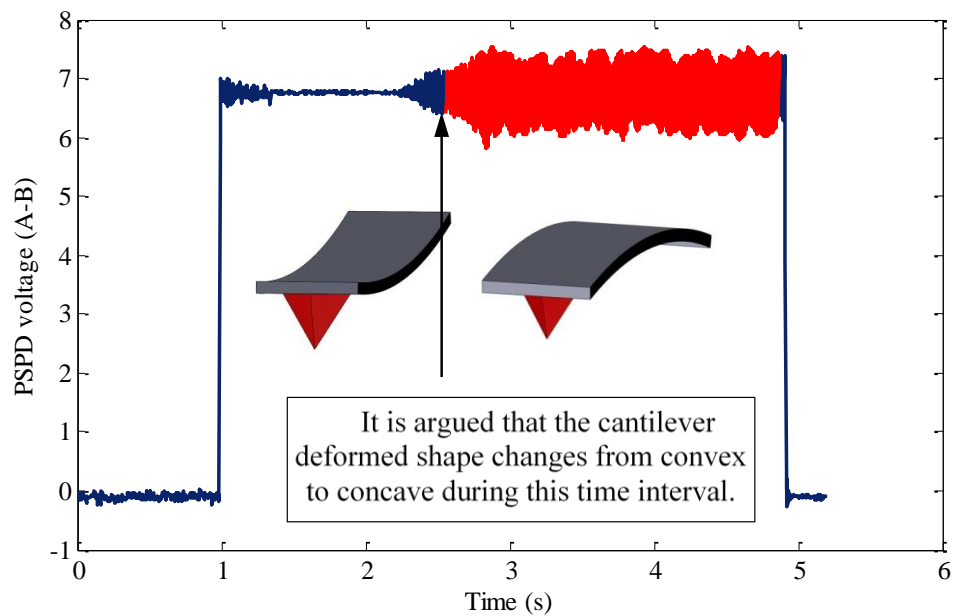 8
7
6
5
4
3
2
1
0
-1
PSPD voltage (A-B)
It is argued that the cantilever
deformed shape changes from convex
to concave during this time interval.
0 1 2 3 4 5 6
Time (s)